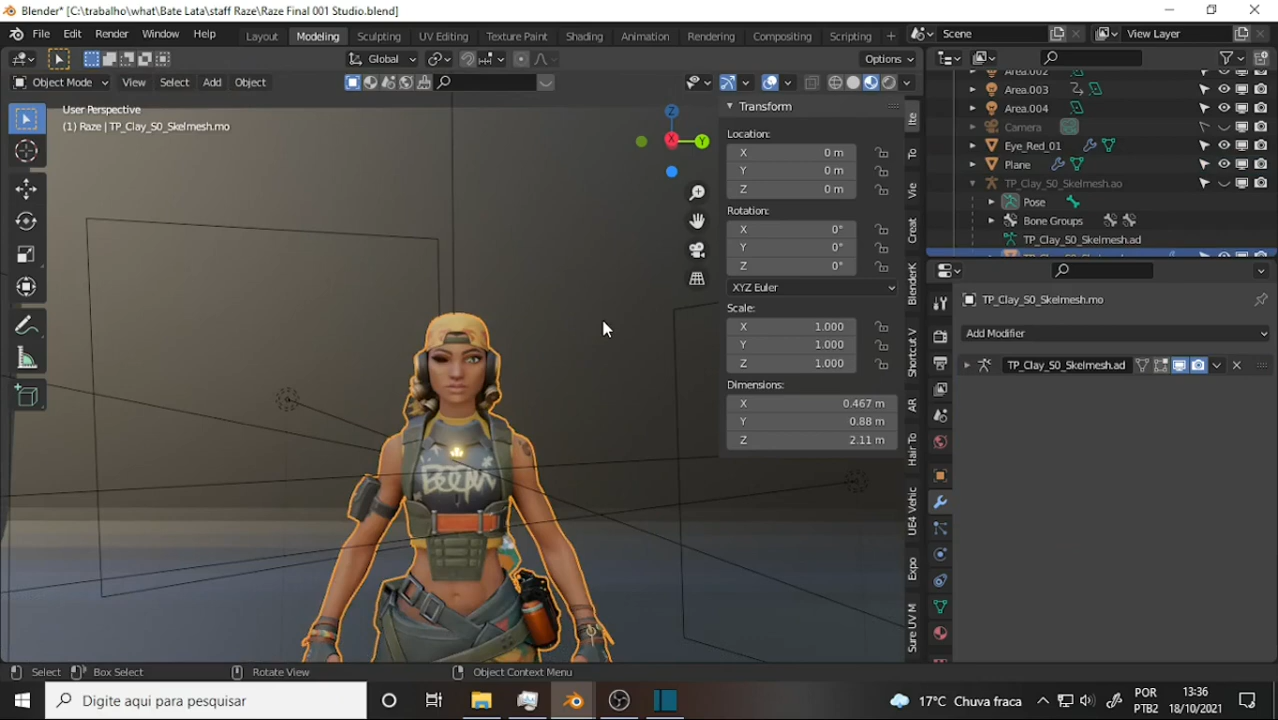 Blender* [C:\trabalho\what\Bate Lata\staff Raze\Raze Final 001 Studio.blend]
File Edit Render Window Help Layout Modeling Sculpting UV Editing Texture Paint Shading Animation Rendering Compositing Scripting + Scene View Layer
Global Options
Object Mode View Select Add Object
User Perspective
(1) Raze | TP_Clay_S0_Skelmesh.mo
Z
Y
X
Transform
Location:
X 0 m
Y 0 m
Z 0 m
Rotation:
X 0°
Y 0°
Z 0°
XYZ Euler
Scale:
X 1.000
Y 1.000
Z 1.000
Dimensions:
X 0.467 m
Y 0.88 m
Z 2.11 m
Ite
To
Vie
Creat
BlenderK
Shortcut V
AR
Hair To
UE4 Vehic
Expo
Sure UV M
Area.002
Area.003
Area.004
Camera
Eye_Red_01
Plane
TP_Clay_S0_Skelmesh.ao
Pose
Bone Groups
TP_Clay_S0_Skelmesh.ad
TP_Clay_S0_Skelmesh.mo
Add Modifier
TP_Clay_S0_Skelmesh.ad
Select Box Select Rotate View Object Context Menu
Digite aqui para pesquisar
17°C Chuva fraca
POR
PTB2
13:36
18/10/2021